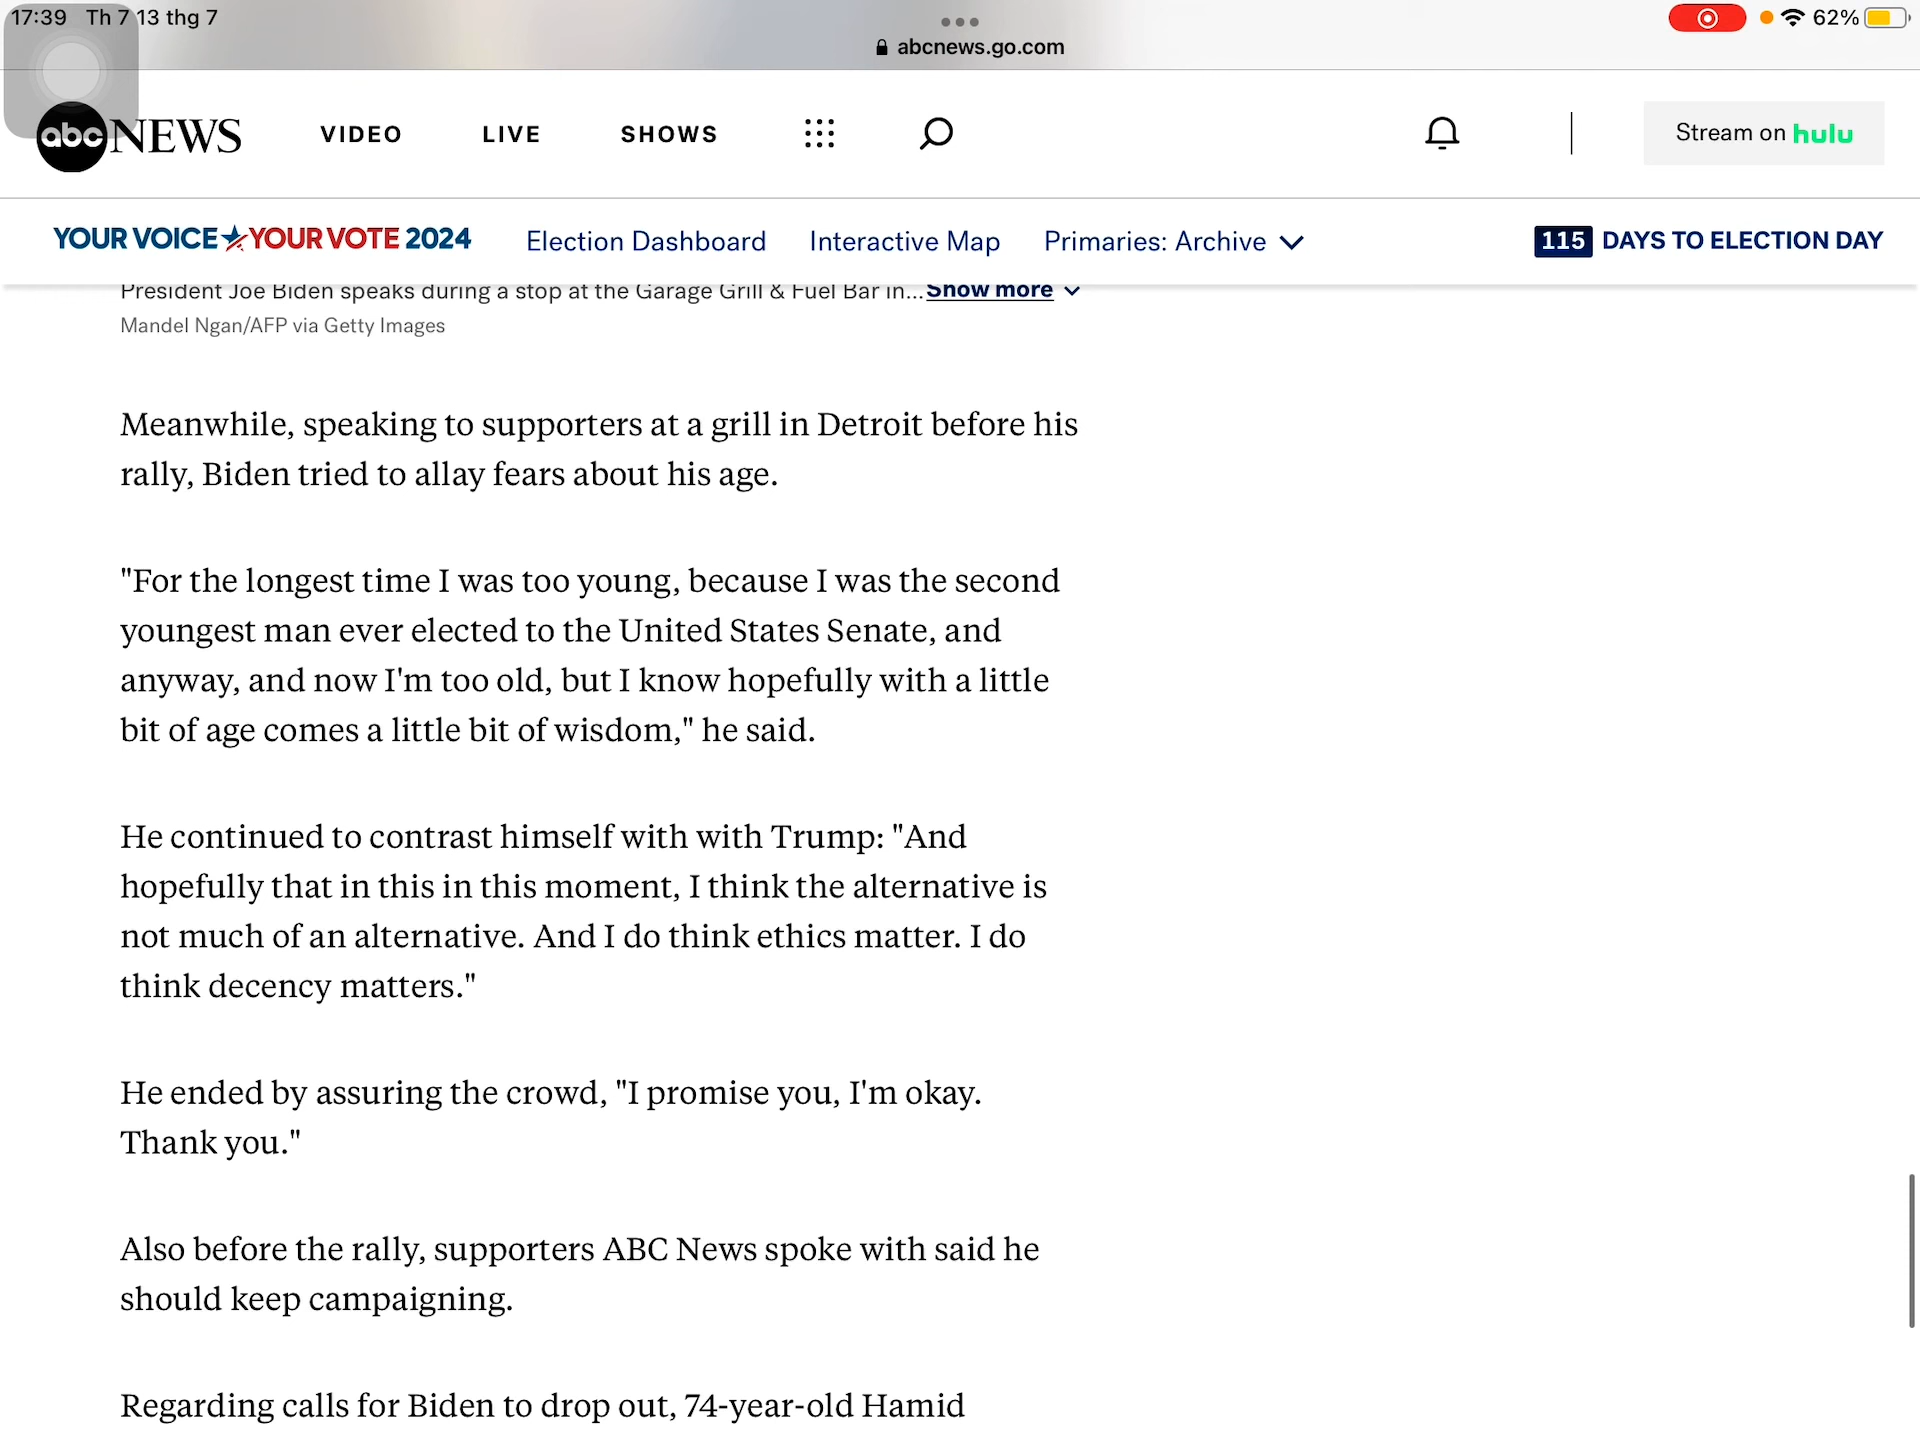 17:39 Th 7 13 thg 7
abcnews.go.com
62%
abc NEWS
VIDEO
LIVE
SHOWS
Stream on hulu
YOUR VOICE YOUR VOTE 2024
Election Dashboard
Interactive Map
Primaries: Archive
115 DAYS TO ELECTION DAY
President Joe Biden speaks during a stop at the Garage Grill & Fuel Bar in... Show more
Mandel Ngan/AFP via Getty Images
Meanwhile, speaking to supporters at a grill in Detroit before his
rally, Biden tried to allay fears about his age.
"For the longest time I was too young, because I was the second
youngest man ever elected to the United States Senate, and
anyway, and now I'm too old, but I know hopefully with a little
bit of age comes a little bit of wisdom," he said.
He continued to contrast himself with with Trump: "And
hopefully that in this in this moment, I think the alternative is
not much of an alternative. And I do think ethics matter. I do
think decency matters."
He ended by assuring the crowd, "I promise you, I'm okay.
Thank you."
Also before the rally, supporters ABC News spoke with said he
should keep campaigning.
Regarding calls for Biden to drop out, 74-year-old Hamid